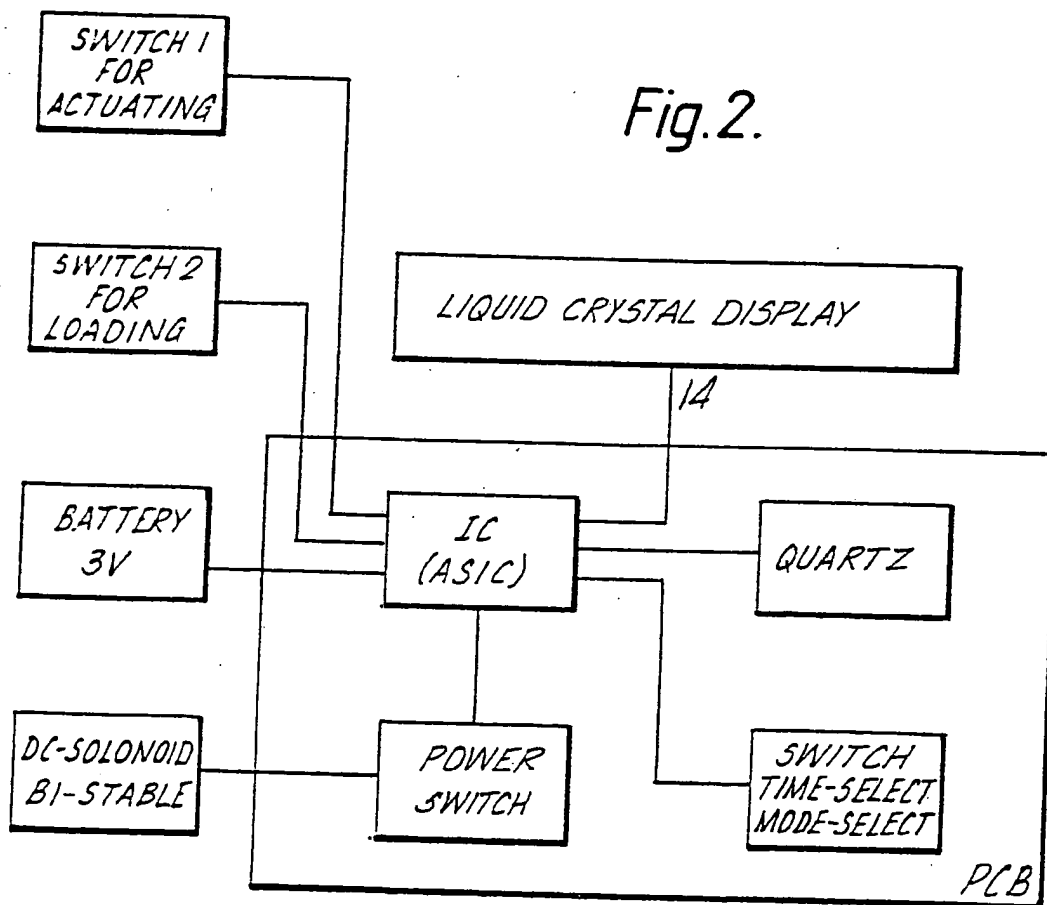 SWITCH 1
FOR
ACTUATING
Fig.2.
SWITCH 2
FOR
LOADING
LIQUID CRYSTAL DISPLAY
14
BATTERY
3V
IC
(ASIC)
QUARTZ
DC-SOLONOID
BI-STABLE
POWER
SWITCH
SWITCH
TIME-SELECT
MODE-SELECT
PCB